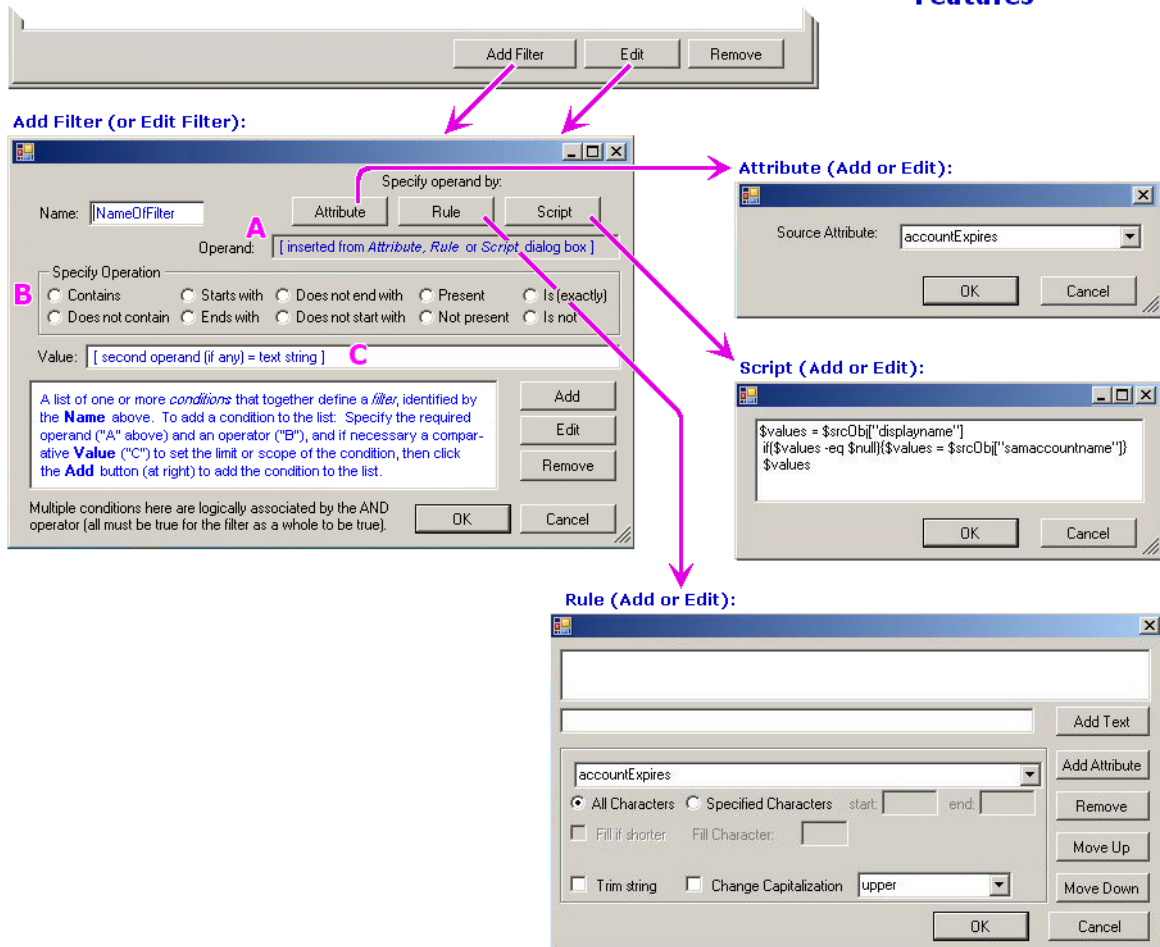 Features
Add Filter
Edit
Remove
Add Filter (or Edit Filter):
Specify operand by:
Name: NameOfFilter
Attribute
Rule
Script
A
Operand: [ inserted from Attribute, Rule or Script dialog box ]
Specify Operation
B
Contains
Starts with
Does not end with
Present
Is (exactly)
Does not contain
Ends with
Does not start with
Not present
Is not
Value: [ second operand (if any) = text string ]
C
A list of one or more conditions that together define a filter, identified by
the Name above. To add a condition to the list: Specify the required
operand ("A" above) and an operator ("B"), and if necessary a compar-
ative Value ("C") to set the limit or scope of the condition, then click
the Add button (at right) to add the condition to the list.
Add
Edit
Remove
Multiple conditions here are logically associated by the AND
operator (all must be true for the filter as a whole to be true).
OK
Cancel
Attribute (Add or Edit):
Source Attribute: accountExpires
OK
Cancel
Script (Add or Edit):
$values = $srcObj["displayname"]
if($values -eq $null){$values = $srcObj["samaccountname"]}
$values
OK
Cancel
Rule (Add or Edit):
Add Text
accountExpires
Add Attribute
All Characters
Specified Characters
start:
end:
Remove
Fill if shorter
Fill Character:
Move Up
Trim string
Change Capitalization
upper
Move Down
OK
Cancel